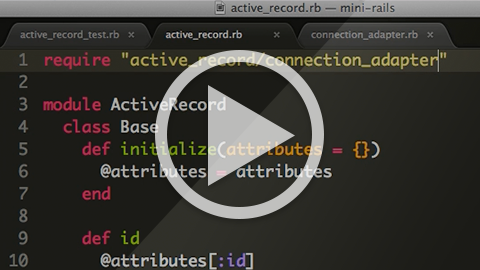 active_record.rb — mini-rails
active_record_test.rb × active_record.rb × connection_adapter.rb ×
1 require "active_record/connection_adapter"
2
3 module ActiveRecord
4 class Base
5 def initialize(attributes = {})
6 @attributes = attributes
7 end
8
9 def id
10 @attributes[:id]